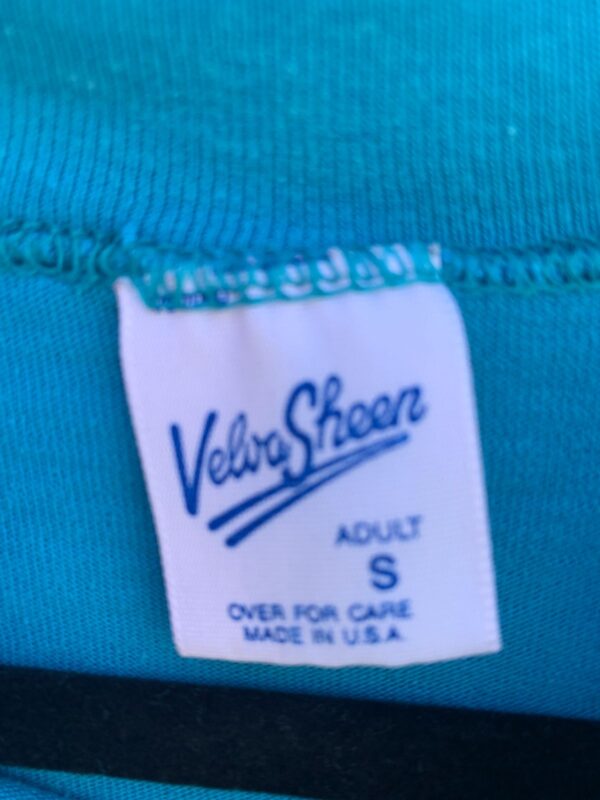 VelvaSheen
ADULT
S
OVER FOR CARE
MADE IN U.S.A.